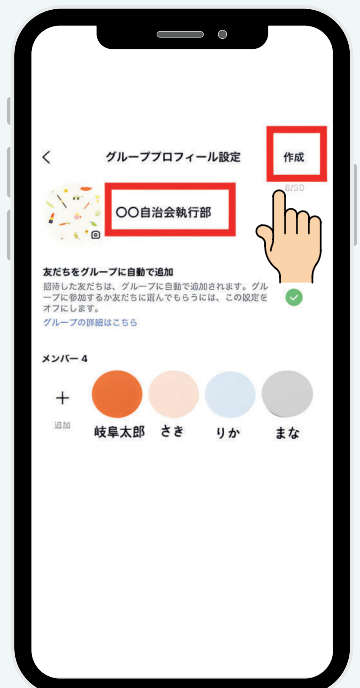 グループプロフィール設定 作成
8/50
〇〇自治会執行部
友だちをグループに自動で追加
招待した友だちは、グループに自動で追加されます。グル
ープに参加するか友だちに選んでもらうには、この設定を
オフにします。
グループの詳細はこちら
メンバー 4
追加 岐阜太郎 さき りか まな